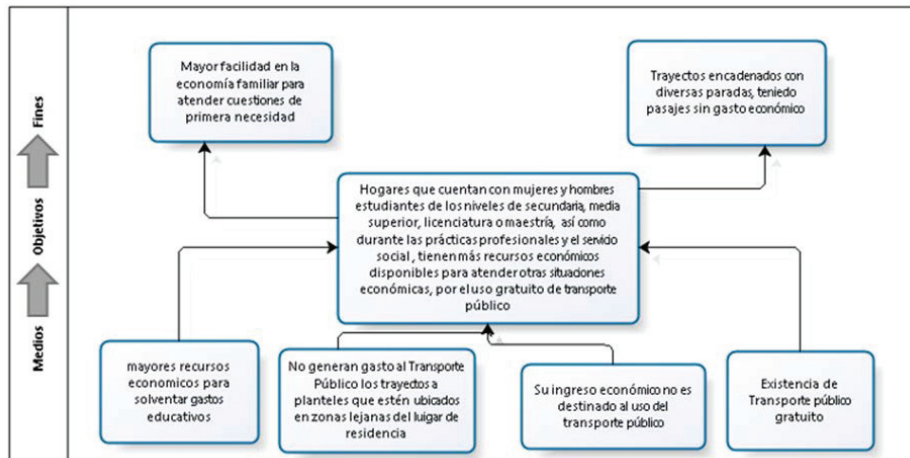 Fines
Objetivos
Medios
Mayor facilidad en la
economía familiar para
atender cuestiones de
primera necesidad
Trayectos encadenados con
diversas paradas, teniedo
pasajes sin gasto económico
Hogares que cuentan con mujeres y hombres
estudiantes de los niveles de secundaria, media
superior, licenciatura o maestría, así como
durante las prácticas profesionales y el servicio
social, tienen más recursos económicos
disponibles para atender otras situaciones
económicas, por el uso gratuito de transporte
público
mayores recursos
economicos para
solventar gastos
educativos
No generan gasto al Transporte
Público los trayectos a
planteles que estén ubicados
en zonas lejanas del luigar de
residencia
Su ingreso económico no es
destinado al uso del
transporte público
Existencia de
Transporte público
gratuito